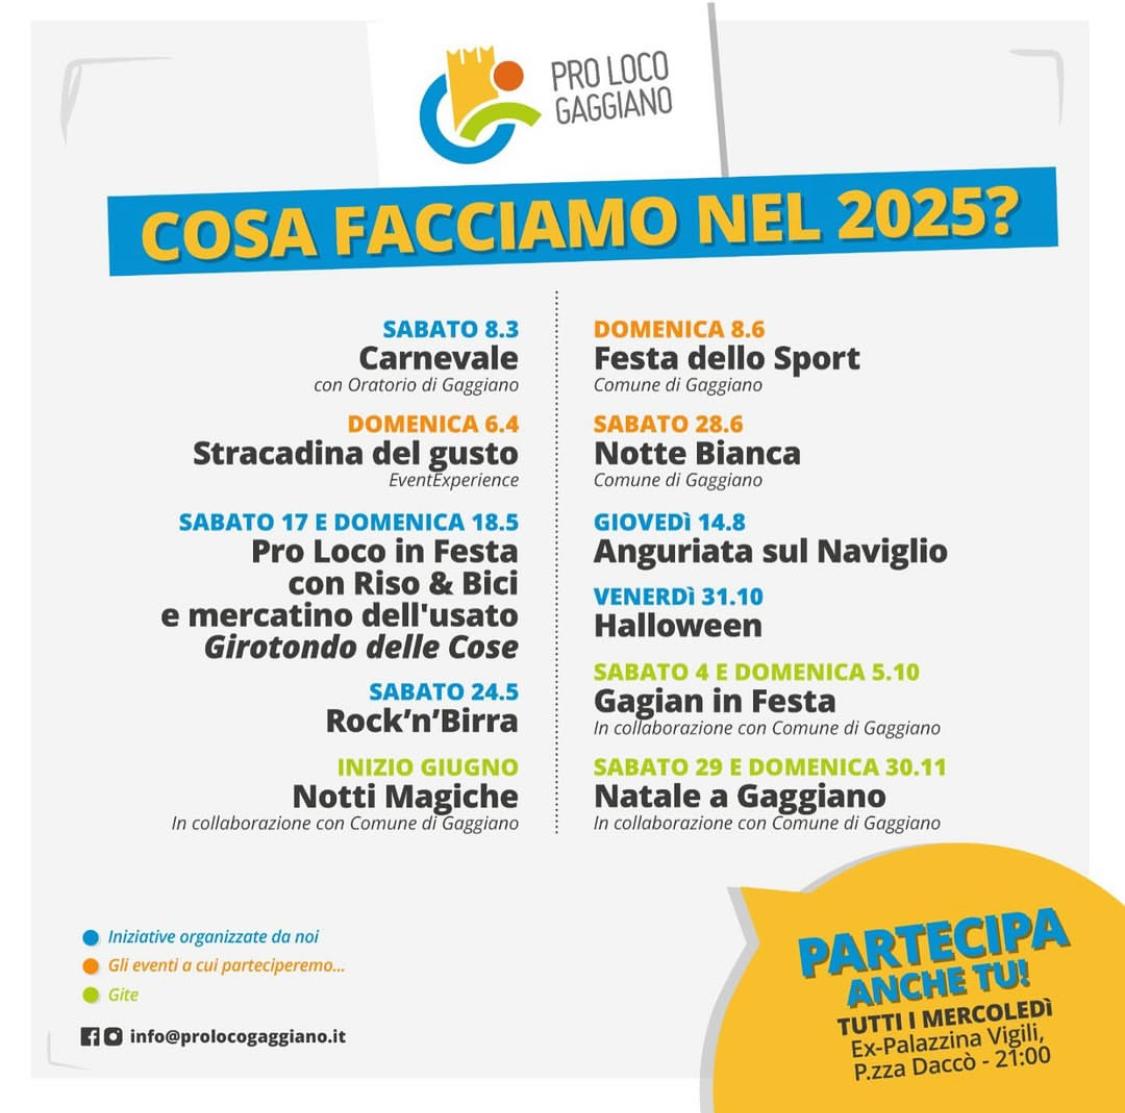 PRO LOCO
GAGGIANO
COSA FACCIAMO NEL 2025?
SABATO 8.3
Carnevale
con Oratorio di Gaggiano
DOMENICA 6.4
Stracadina del gusto
EventExperience
SABATO 17 E DOMENICA 18.5
Pro Loco in Festa
con Riso & Bici
e mercatino dell'usato
Girotondo delle Cose
SABATO 24.5
Rock’n’Birra
INIZIO GIUGNO
Notti Magiche
In collaborazione con Comune di Gaggiano
DOMENICA 8.6
Festa dello Sport
Comune di Gaggiano
SABATO 28.6
Notte Bianca
Comune di Gaggiano
GIOVEDì 14.8
Anguriata sul Naviglio
VENERDì 31.10
Halloween
SABATO 4 E DOMENICA 5.10
Gagian in Festa
In collaborazione con Comune di Gaggiano
SABATO 29 E DOMENICA 30.11
Natale a Gaggiano
In collaborazione con Comune di Gaggiano
Iniziative organizzate da noi
Gli eventi a cui parteciperemo...
Gite
info@prolocogaggiano.it
PARTECIPA
ANCHE TU!
TUTTI I MERCOLEDì
Ex-Palazzina Vigili,
P.zza Daccò - 21:00